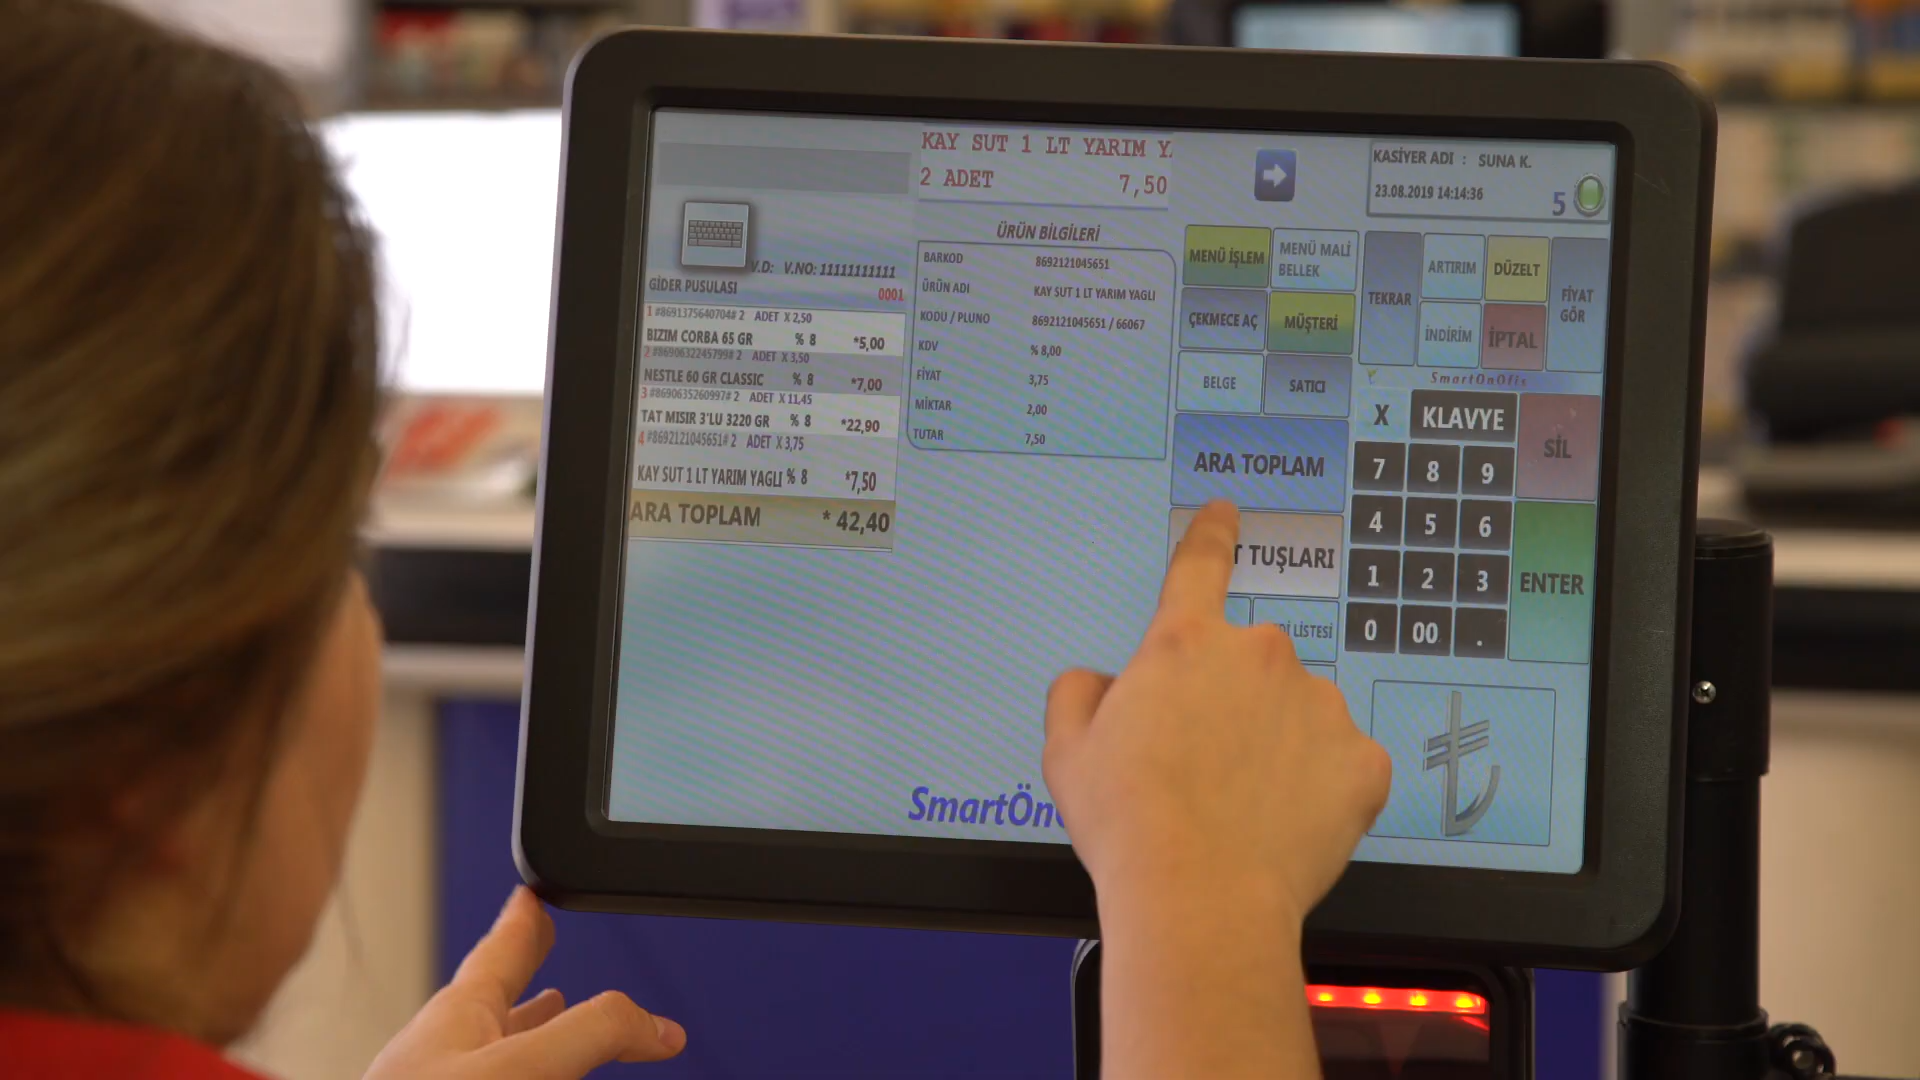 KAY SUT 1 LT YARIM
2 ADET 7,50
KASİYER ADI : SUNA K.
23.08.2019 14:14:36
5
V.D: V.NO: 11111111111
GİDER PUSULASI 0001
1 #8691375640704# 2 ADET X 2,50
BIZIM CORBA 65 GR % 8 *5,00
2 #8690632245799# 2 ADET X 3,50
NESTLE 60 GR CLASSIC % 8 *7,00
3 #8690635260997# 2 ADET X 11,45
TAT MISIR 3'LU 3220 GR % 8 *22,90
4 #8692121045651# 2 ADET X 3,75
KAY SUT 1 LT YARIM YAGLI % 8 *7,50
ARA TOPLAM * 42,40
ÜRÜN BİLGİLERİ
BARKOD 8692121045651
ÜRÜN ADI KAY SUT 1 LT YARIM YAGLI
KODU / PLUNO 8692121045651 / 66067
KDV % 8,00
FİYAT 3,75
MİKTAR 2,00
TUTAR 7,50
MENÜ İŞLEM
MENÜ MALİ
BELLEK
ÇEKMECE AÇ
MÜŞTERİ
BELGE
SATICI
TEKRAR
ARTIRIM
DÜZELT
FİYAT
GÖR
İNDİRİM
İPTAL
SmartOnOfis
ARA TOPLAM
TUŞLARI
LİSTESİ
X KLAVYE SİL
7 8 9
4 5 6
1 2 3 ENTER
0 00 .
₺